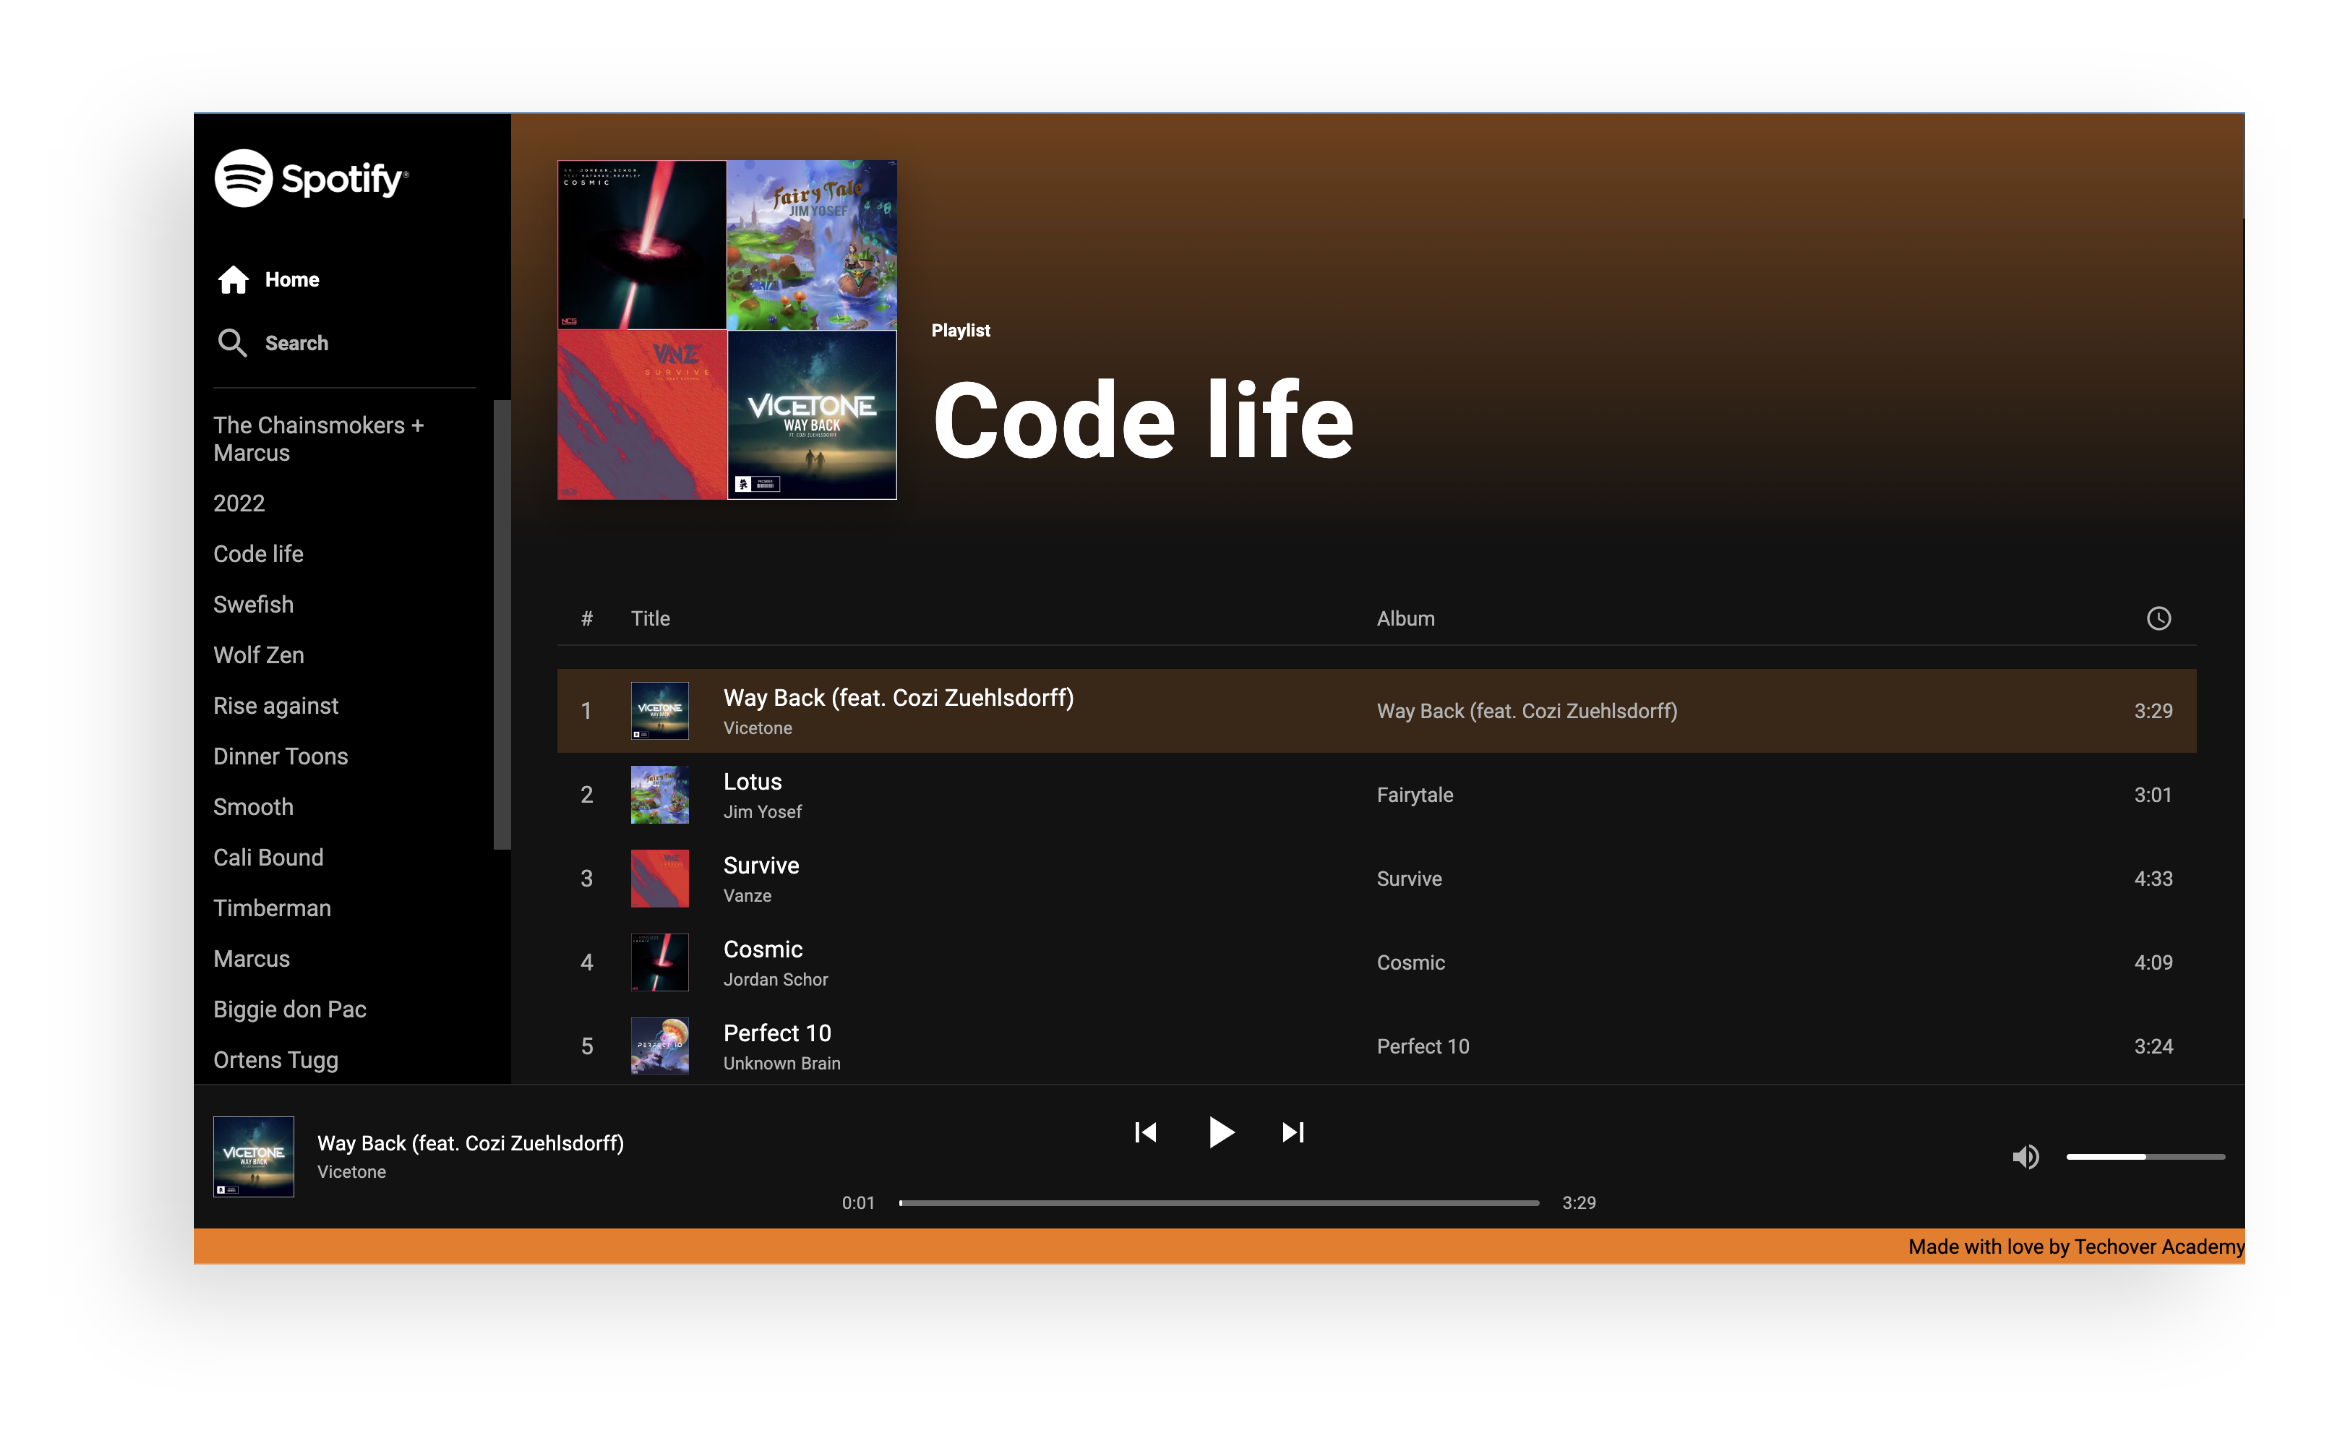 Spotify®
Home
Search
The Chainsmokers +
Marcus
2022
Code life
Swefish
Wolf Zen
Rise against
Dinner Toons
Smooth
Cali Bound
Timberman
Marcus
Biggie don Pac
Ortens Tugg
COSMIC
Fairy Tale
JIM YOSEF
VANZE
SURVIVE
VICETONE
WAY BACK
FT. COZI ZUEHLSDORFF
Playlist
Code life
# Title Album
1 Way Back (feat. Cozi Zuehlsdorff) Way Back (feat. Cozi Zuehlsdorff) 3:29
Vicetone
2 Lotus Fairytale 3:01
Jim Yosef
3 Survive Survive 4:33
Vanze
4 Cosmic Cosmic 4:09
Jordan Schor
5 Perfect 10 Perfect 10 3:24
Unknown Brain
VICETONE
WAY BACK
Way Back (feat. Cozi Zuehlsdorff)
Vicetone
0:01 3:29
Made with love by Techover Academy